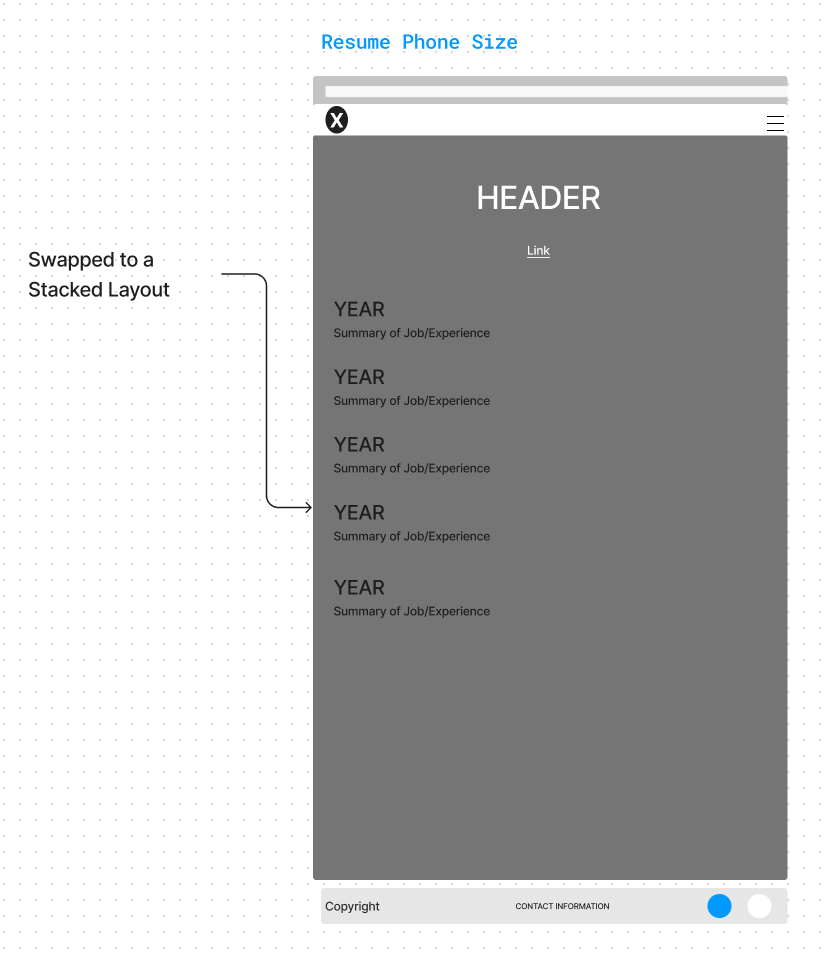 Resume Phone Size
X
HEADER
Link
Swapped to a
Stacked Layout
YEAR
Summary of Job/Experience
YEAR
Summary of Job/Experience
YEAR
Summary of Job/Experience
YEAR
Summary of Job/Experience
YEAR
Summary of Job/Experience
Copyright
CONTACT INFORMATION